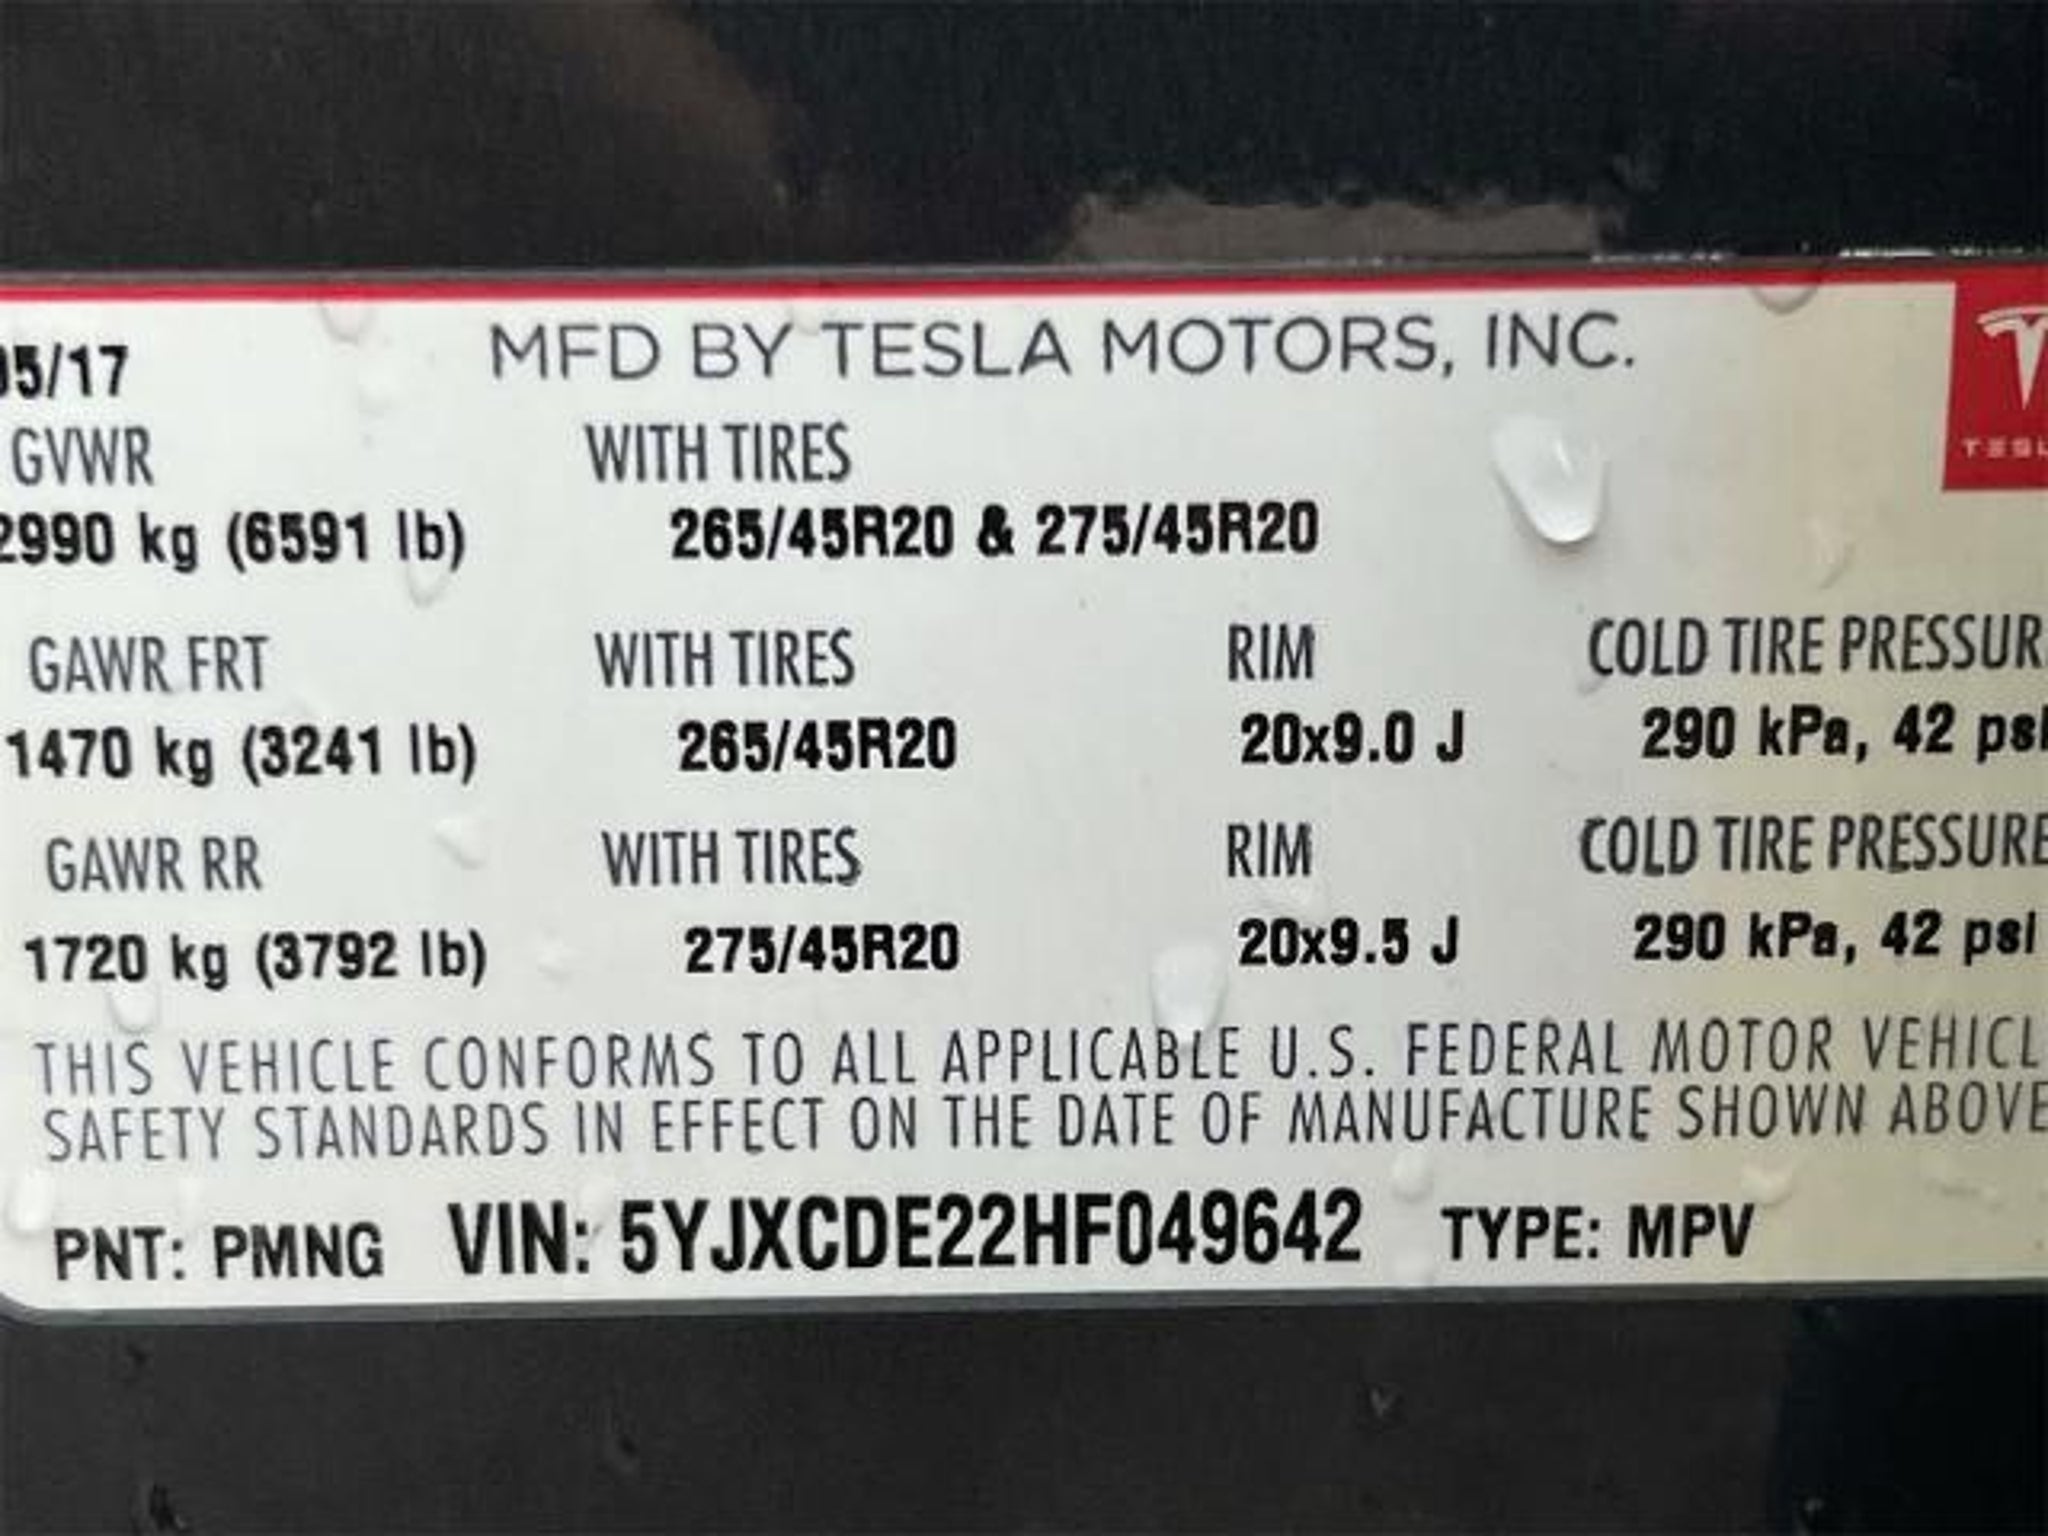 05/17 MFD BY TESLA MOTORS, INC.
TESL
GVWR WITH TIRES
2990 kg (6591 lb) 265/45R20 & 275/45R20
GAWR FRT WITH TIRES RIM COLD TIRE PRESSUR
1470 kg (3241 lb) 265/45R20 20x9.0 J 290 kPa, 42 psi
GAWR RR WITH TIRES RIM COLD TIRE PRESSURE
1720 kg (3792 lb) 275/45R20 20x9.5 J 290 kPa, 42 psi
THIS VEHICLE CONFORMS TO ALL APPLICABLE U.S. FEDERAL MOTOR VEHICL
SAFETY STANDARDS IN EFFECT ON THE DATE OF MANUFACTURE SHOWN ABOVE
PNT: PMNG VIN: 5YJXCDE22HF049642 TYPE: MPV